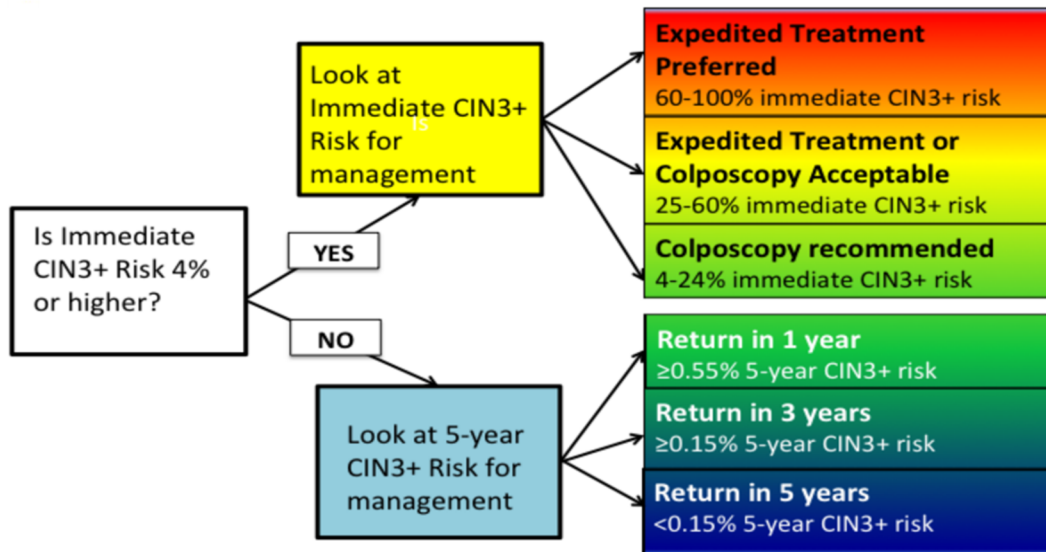 Is Immediate
CIN3+ Risk 4%
or higher?
YES
NO
Look at
Immediate CIN3+
Is
Risk for
management
Look at 5-year
CIN3+ Risk for
management
Expedited Treatment
Preferred
60-100% immediate CIN3+ risk
Expedited Treatment or
Colposcopy Acceptable
25-60% immediate CIN3+ risk
Colposcopy recommended
4-24% immediate CIN3+ risk
Return in 1 year
≥0.55% 5-year CIN3+ risk
Return in 3 years
≥0.15% 5-year CIN3+ risk
Return in 5 years
<0.15% 5-year CIN3+ risk